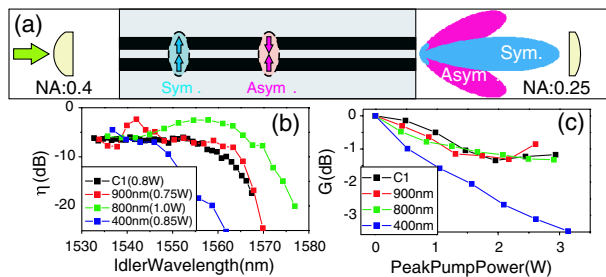 (a)
NA:0.4
Sym .
Asym .
Sym.
Asym .
NA:0.25
η(dB)
-10
-20
(b)
C1(0.8W)
900nm(0.75W)
800nm(1.0W)
400nm(0.85W)
1530 1540 1550 1560 1570 1580
IdlerWavelength(nm)
G(dB)
0
-1
-2
-3
(c)
C1
900nm
800nm
400nm
0 1 2 3
PeakPumpPower(W)